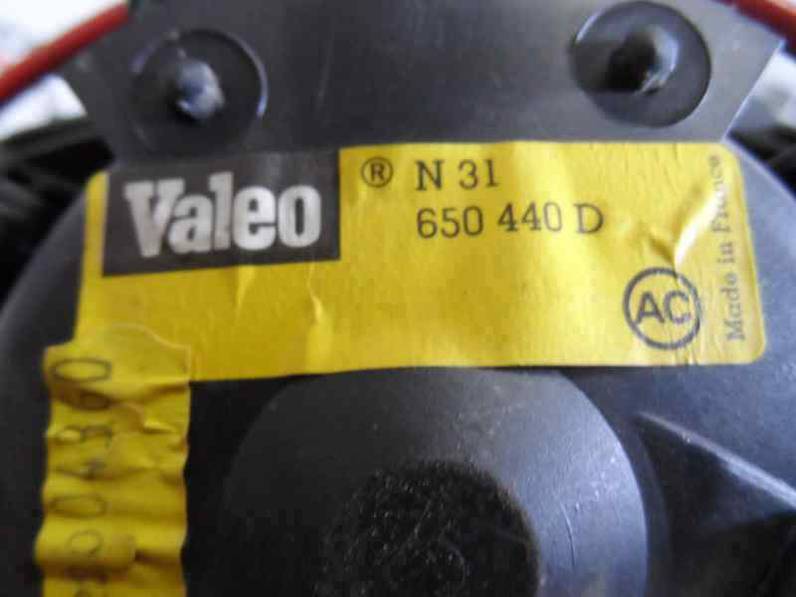 Valeo
® N 31
650 440 D
AC
Made in France